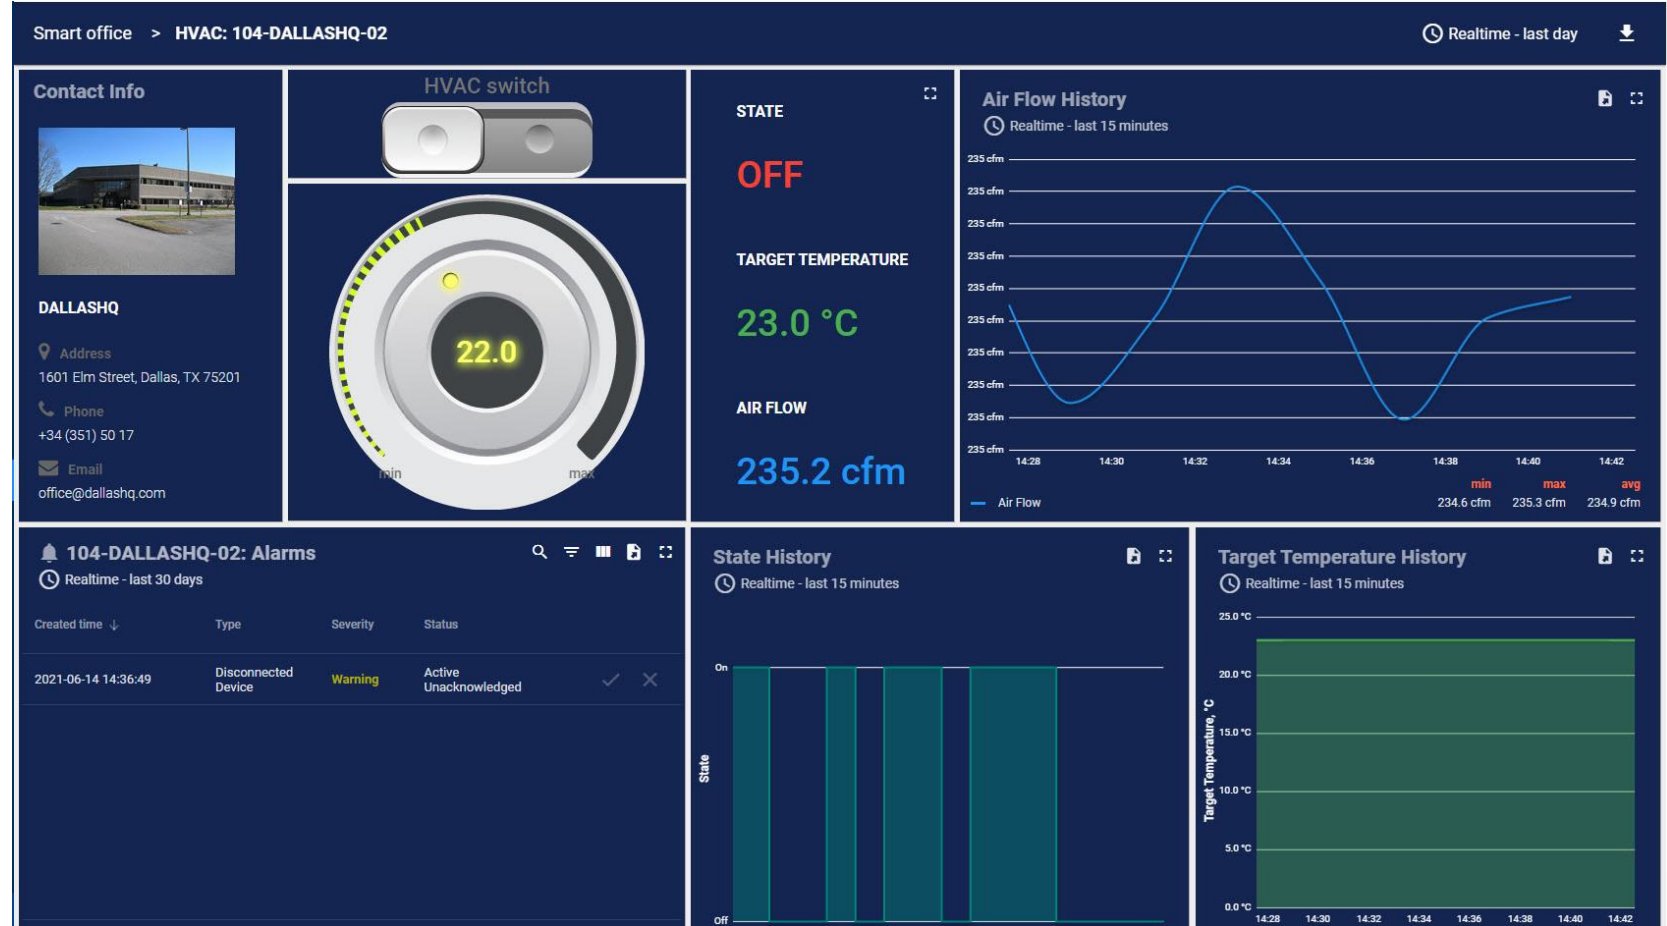 Smart office > HVAC: 104-DALLASHQ-02
Realtime - last day
Contact Info
DALLASHQ
Address
1601 Elm Street, Dallas, TX 75201
Phone
+34 (351) 50 17
Email
office@dallashq.com
HVAC switch
22.0
min max
STATE
OFF
TARGET TEMPERATURE
23.0 °C
AIR FLOW
235.2 cfm
Air Flow History
Realtime - last 15 minutes
235 cfm
235 cfm
235 cfm
235 cfm
235 cfm
235 cfm
235 cfm
235 cfm
235 cfm
235 cfm
14:28 14:30 14:32 14:34 14:36 14:38 14:40 14:42
min max avg
Air Flow 234.6 cfm 235.3 cfm 234.9 cfm
104-DALLASHQ-02: Alarms
Realtime - last 30 days
Created time Type Severity Status
2021-06-14 14:36:49 Disconnected Device Warning Active Unacknowledged
State History
Realtime - last 15 minutes
On
State
Off
Target Temperature History
Realtime - last 15 minutes
25.0 °C
20.0 °C
15.0 °C
10.0 °C
5.0 °C
0.0 °C
Target Temperature, °C
14:28 14:30 14:32 14:34 14:36 14:38 14:40 14:42